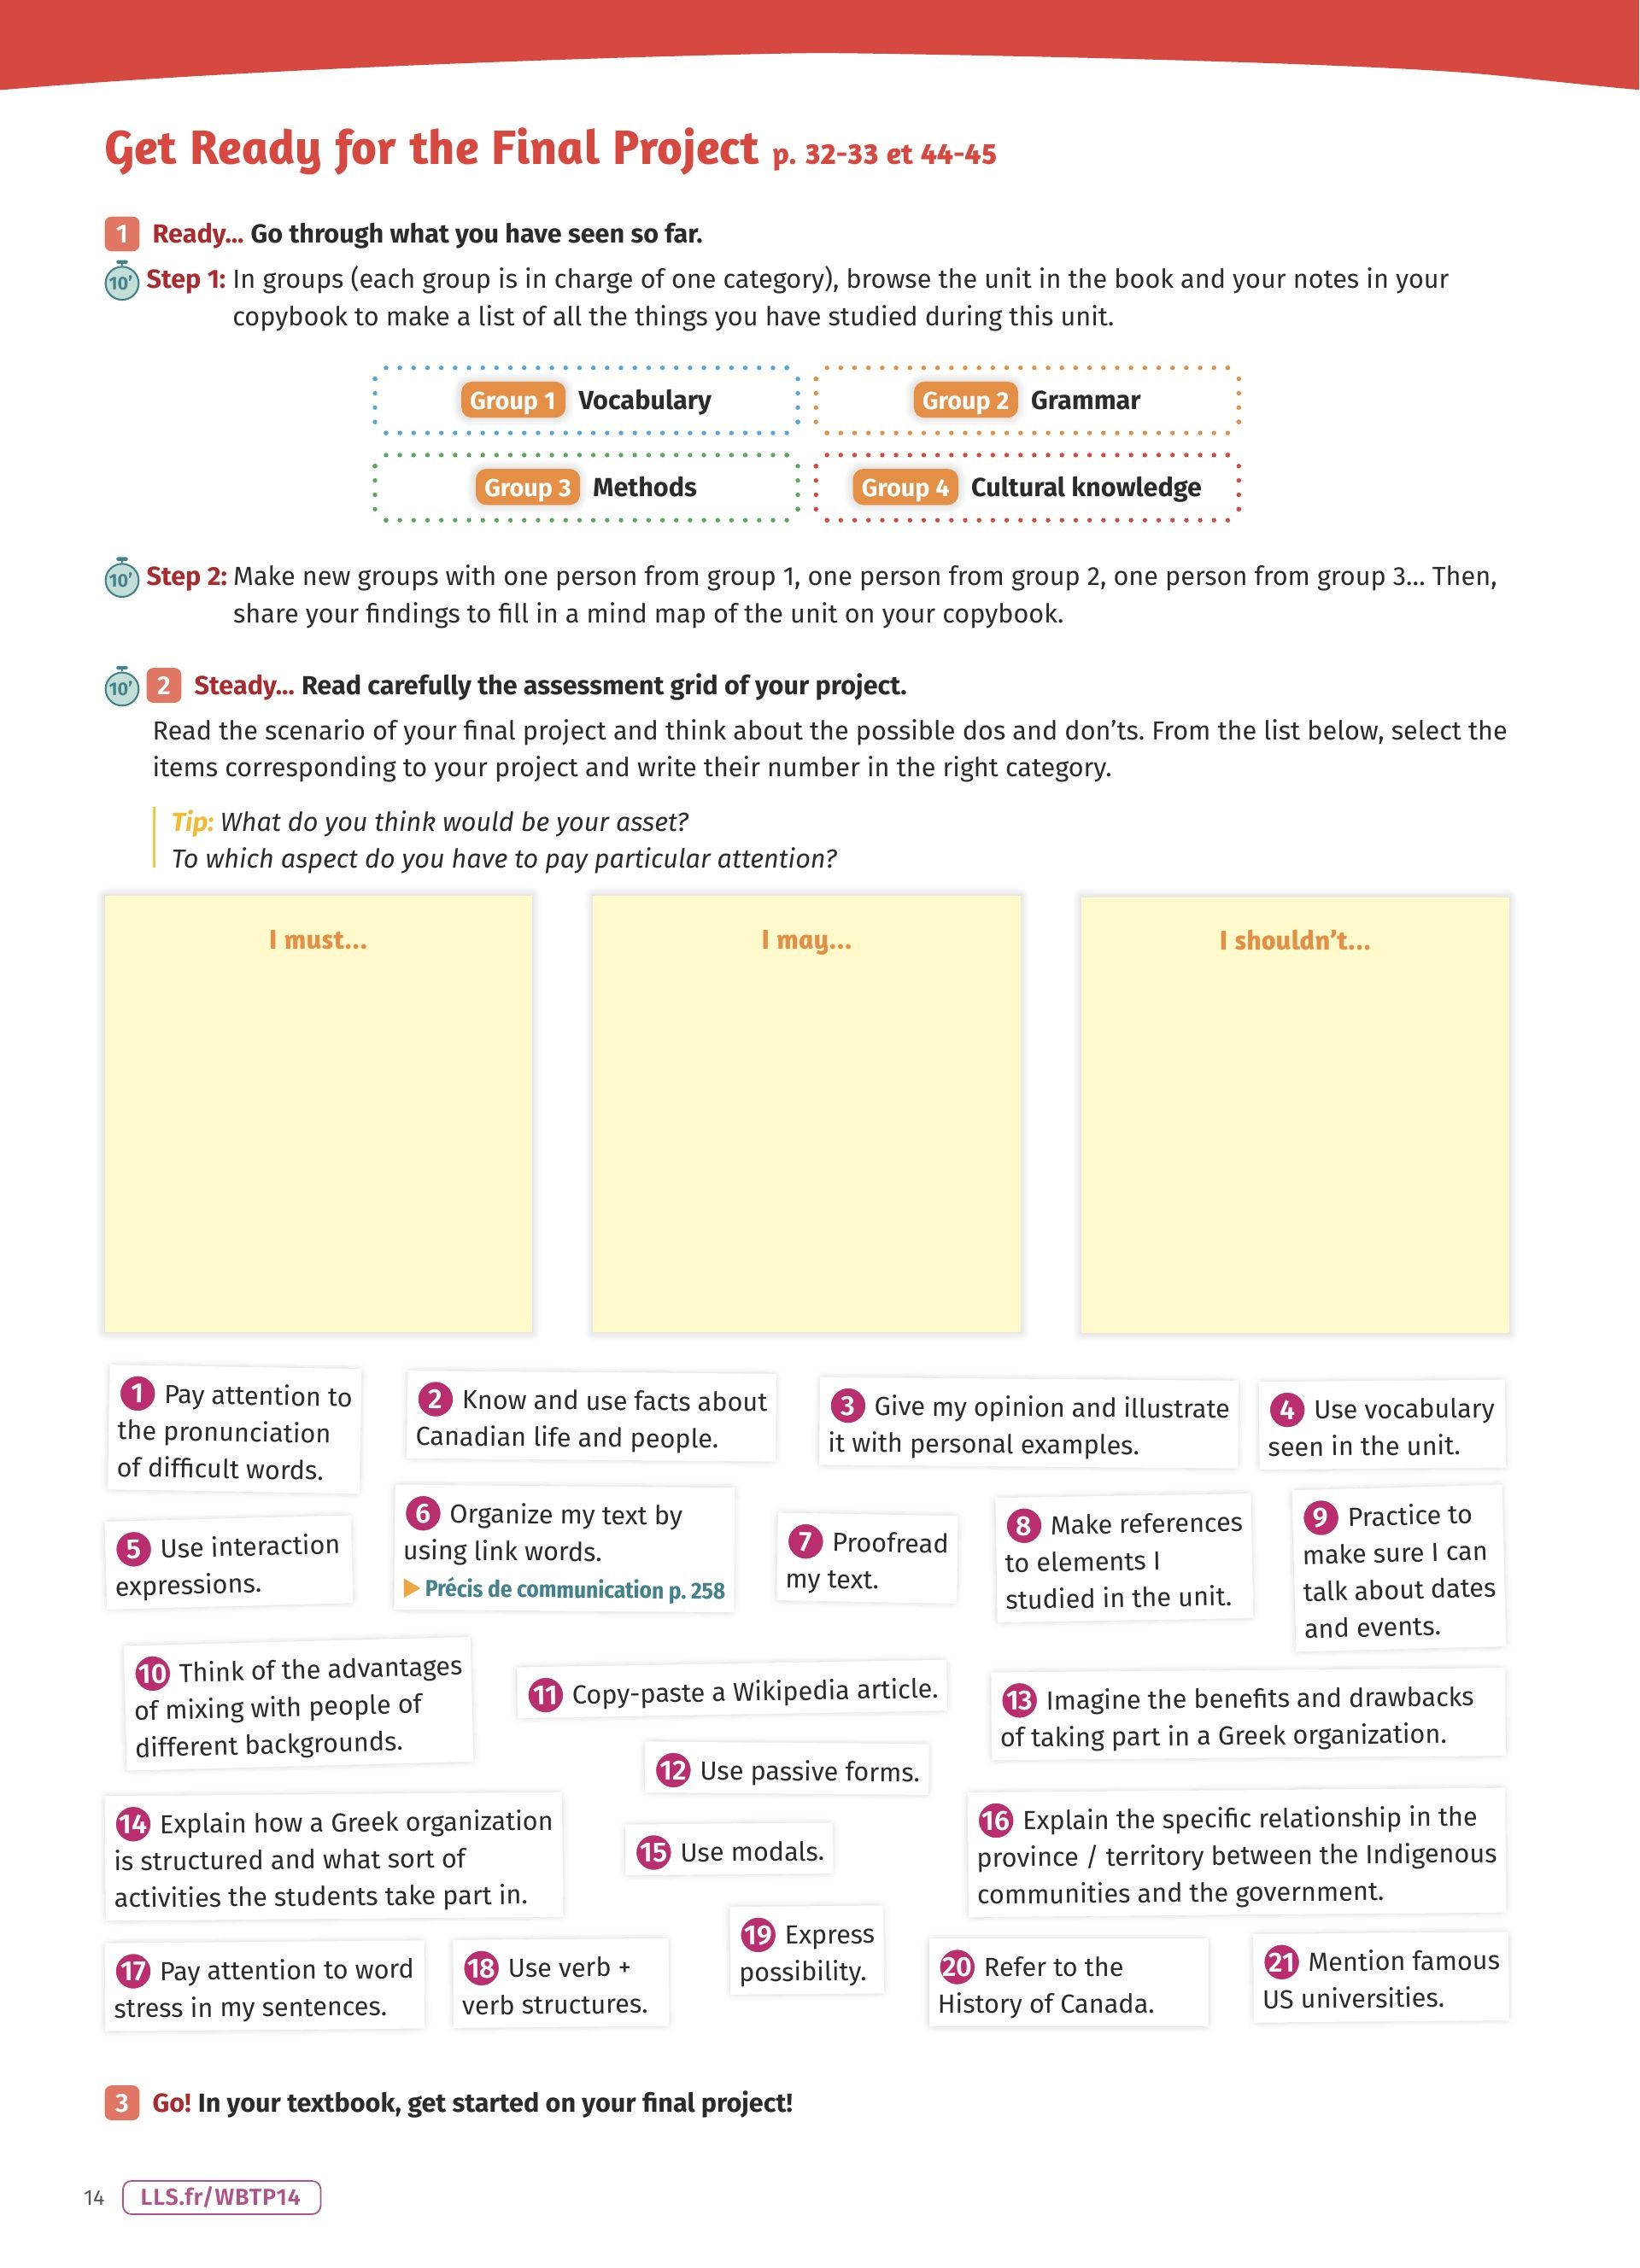 Get Ready for the Final Project p. 32-33 et 44-45
1 Ready... Go through what you have seen so far.
10' Step 1: In groups (each group is in charge of one category), browse the unit in the book and your notes in your
copybook to make a list of all the things you have studied during this unit.
Group 1 Vocabulary
Group 2 Grammar
Group 3 Methods
Group 4 Cultural knowledge
10' Step 2: Make new groups with one person from group 1, one person from group 2, one person from group 3... Then,
share your findings to fill in a mind map of the unit on your copybook.
10' 2 Steady... Read carefully the assessment grid of your project.
Read the scenario of your final project and think about the possible dos and don'ts. From the list below, select the
items corresponding to your project and write their number in the right category.
Tip: What do you think would be your asset?
To which aspect do you have to pay particular attention?
I must...
I may...
I shouldn't...
1 Pay attention to
the pronunciation
of difficult words.
2 Know and use facts about
Canadian life and people.
3 Give my opinion and illustrate
it with personal examples.
4 Use vocabulary
seen in the unit.
5 Use interaction
expressions.
6 Organize my text by
using link words.
▶ Précis de communication p. 258
7 Proofread
my text.
8 Make references
to elements I
studied in the unit.
9 Practice to
make sure I can
talk about dates
and events.
10 Think of the advantages
of mixing with people of
different backgrounds.
11 Copy-paste a Wikipedia article.
12 Use passive forms.
13 Imagine the benefits and drawbacks
of taking part in a Greek organization.
14 Explain how a Greek organization
is structured and what sort of
activities the students take part in.
15 Use modals.
16 Explain the specific relationship in the
province / territory between the Indigenous
communities and the government.
17 Pay attention to word
stress in my sentences.
18 Use verb +
verb structures.
19 Express
possibility.
20 Refer to the
History of Canada.
21 Mention famous
US universities.
3 Go! In your textbook, get started on your final project!
14 LLS.fr/WBTP14